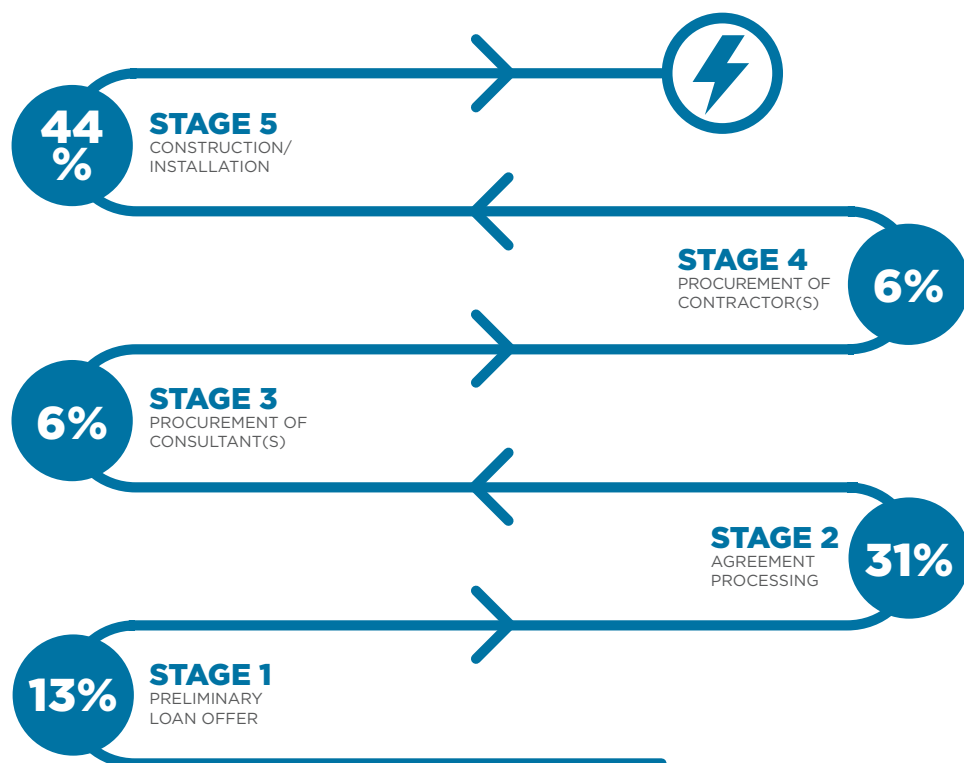 44
%
STAGE 5
CONSTRUCTION/
INSTALLATION
STAGE 4
PROCUREMENT OF
CONTRACTOR(S)
6%
6%
STAGE 3
PROCUREMENT OF
CONSULTANT(S)
STAGE 2
AGREEMENT
PROCESSING
31%
13%
STAGE 1
PRELIMINARY
LOAN OFFER